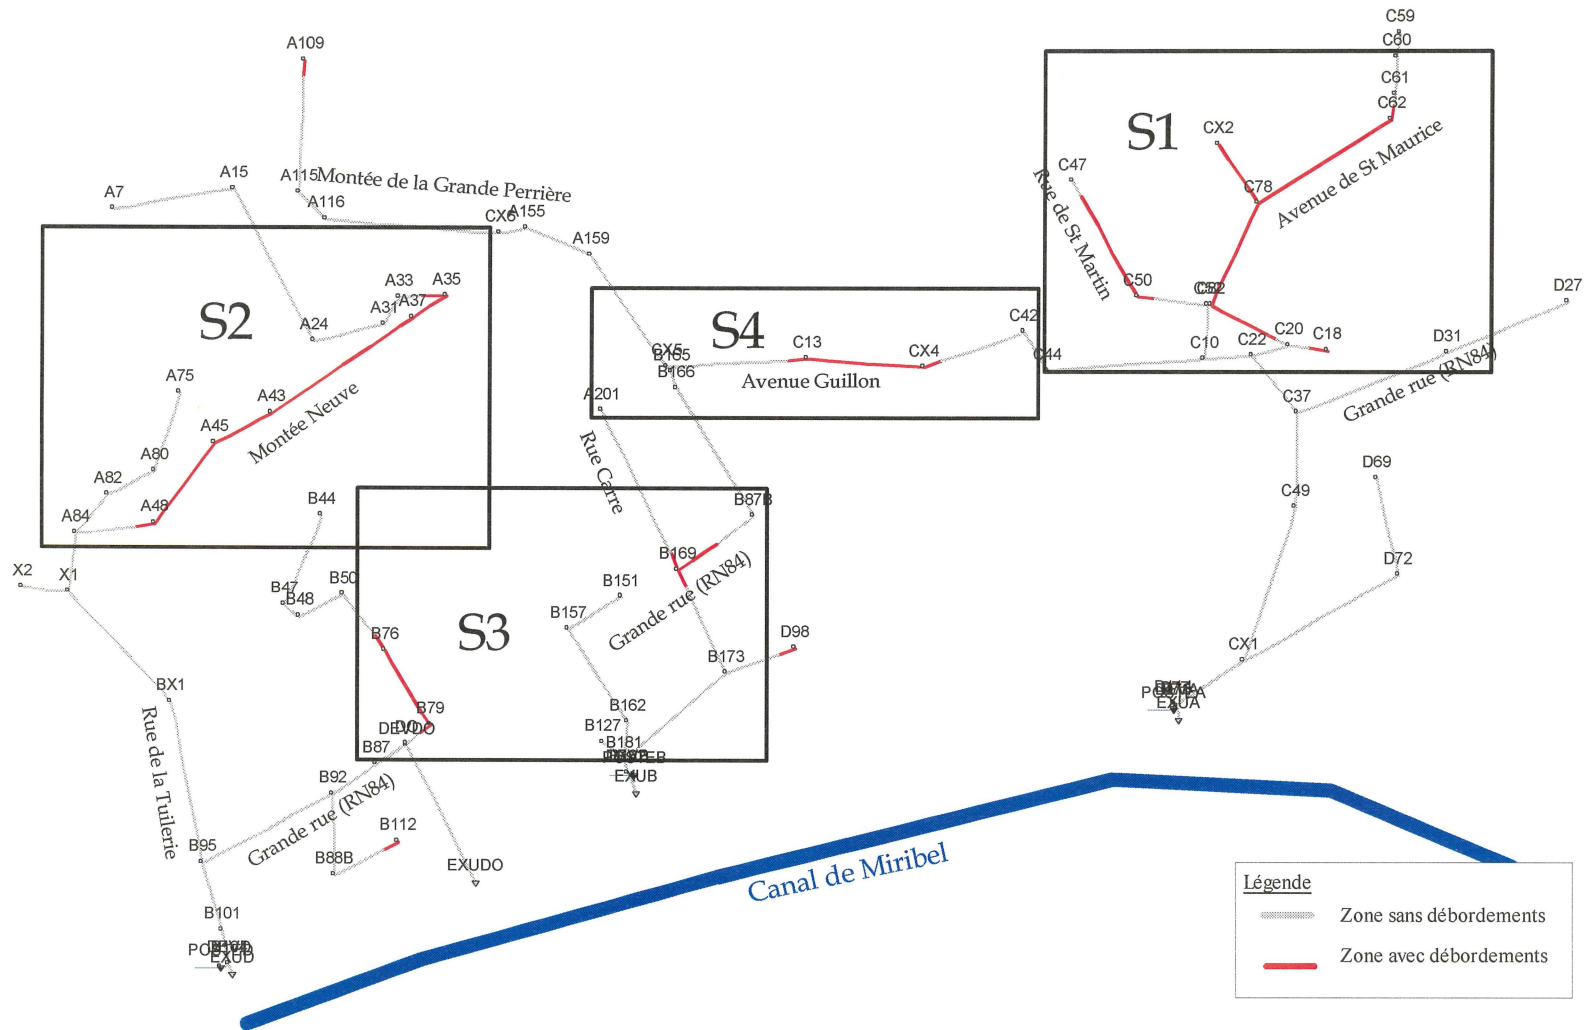 C59
A109
C60
C61
C62
S1
CX2
C47
A15
A115
Montée de la Grande Perrière
A7
A116
C78
Avenue de St Maurice
Rue de St Martin
CX6
A155
A159
A33
A35
C50
D27
S2
A31
A37
S4
C42
C20
C18
A24
C13
C44
C10
C22
D31
CX5
B166
CX4
A75
Avenue Guillon
Grande rue (RN84)
A43
A201
C37
Montée Neuve
A45
Rue Carre
A80
D69
A82
C49
B44
B87B
A48
A84
B169
D72
X2
X1
B50
B151
B47
B48
Grande rue (RN84)
B157
S3
B76
D98
B173
CX1
BX1
B79
B162
EXUA
DEVDO
B127
B181
Rue de la Tuilerie
B87
EXUB
B92
Grande rue (RN84)
B112
B95
B88B
EXUDO
Canal de Miribel
Légende
B101
Zone sans débordements
EXUD
Zone avec débordements